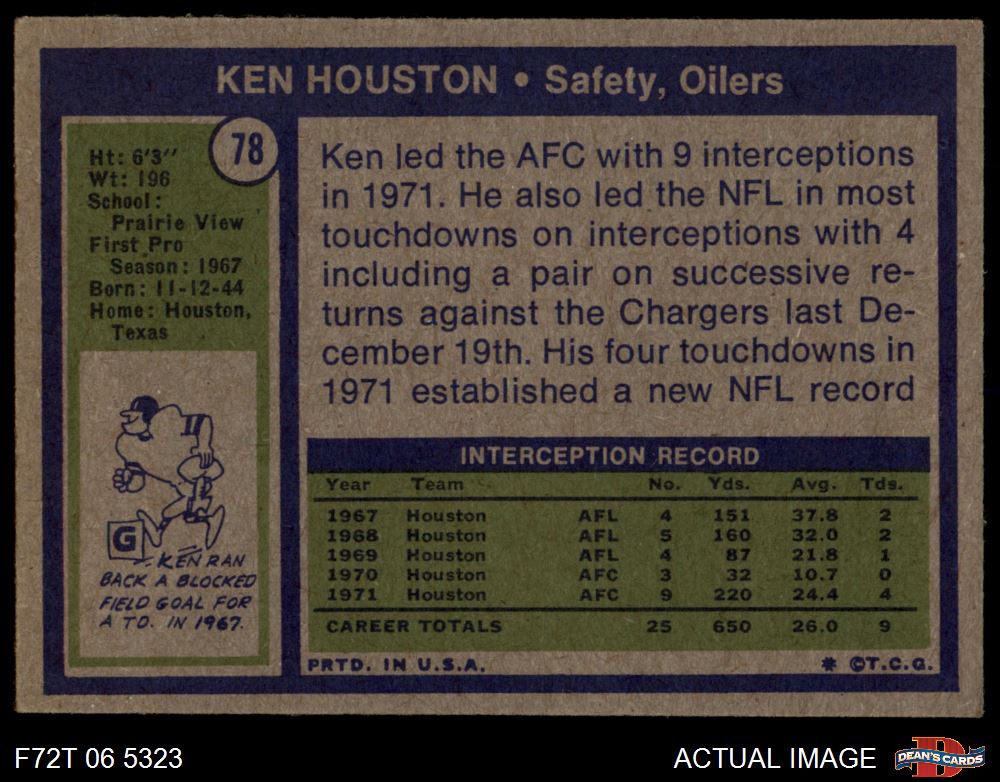 KEN HOUSTON • Safety, Oilers
78
Ht: 6'3"
Wt: 196
School:
Prairie View
First Pro
Season: 1967
Born: 11-12-44
Home: Houston,
Texas
G
KEN RAN
BACK A BLOCKED
FIELD GOAL FOR
A TD. IN 1967.
Ken led the AFC with 9 interceptions
in 1971. He also led the NFL in most
touchdowns on interceptions with 4
including a pair on successive re-
turns against the Chargers last De-
cember 19th. His four touchdowns in
1971 established a new NFL record
INTERCEPTION RECORD
Year Team No. Yds. Avg. Tds.
1967 Houston AFL 4 151 37.8 2
1968 Houston AFL 5 160 32.0 2
1969 Houston AFL 4 87 21.8 1
1970 Houston AFC 3 32 10.7 0
1971 Houston AFC 9 220 24.4 4
CAREER TOTALS 25 650 26.0 9
PRTD. IN U.S.A. * ©T.C.G.
F72T 06 5323
ACTUAL IMAGE
D
DEAN'S CARDS